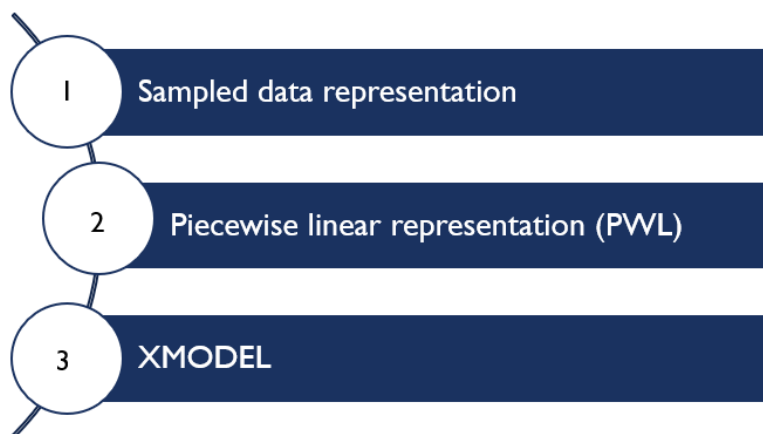 1 Sampled data representation
2 Piecewise linear representation (PWL)
3 XMODEL